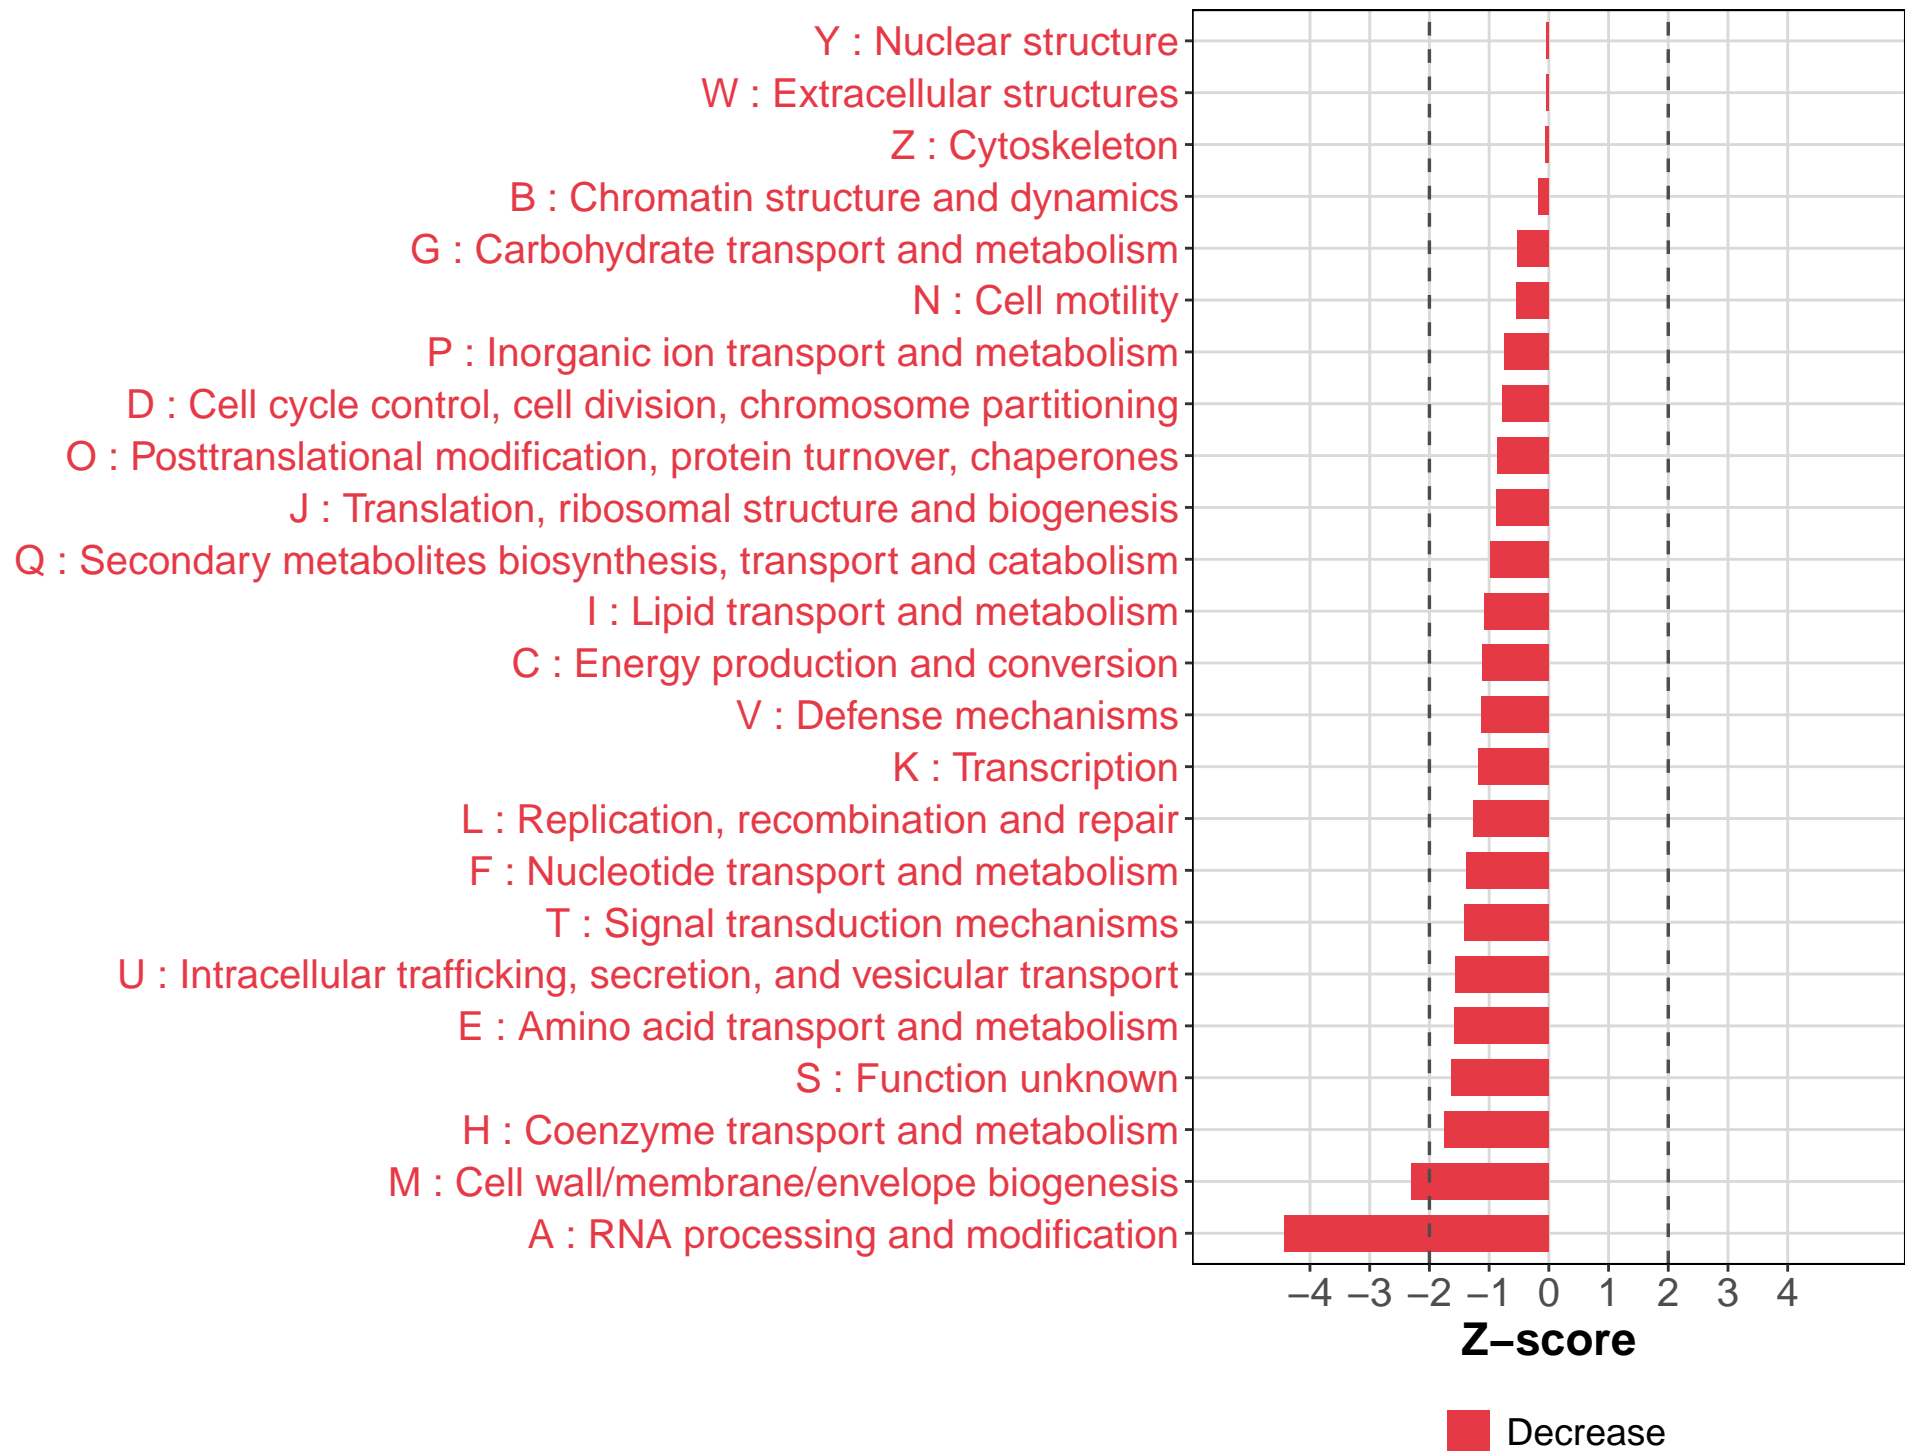 Y : Nuclear structure
W : Extracellular structures
Z : Cytoskeleton
B : Chromatin structure and dynamics
G : Carbohydrate transport and metabolism
N : Cell motility
P : Inorganic ion transport and metabolism
D : Cell cycle control, cell division, chromosome partitioning
O : Posttranslational modification, protein turnover, chaperones
J : Translation, ribosomal structure and biogenesis
Q : Secondary metabolites biosynthesis, transport and catabolism
I : Lipid transport and metabolism
C : Energy production and conversion
V : Defense mechanisms
K : Transcription
L : Replication, recombination and repair
F : Nucleotide transport and metabolism
T : Signal transduction mechanisms
U : Intracellular trafficking, secretion, and vesicular transport
E : Amino acid transport and metabolism
S : Function unknown
H : Coenzyme transport and metabolism
M : Cell wall/membrane/envelope biogenesis
A : RNA processing and modification
−4 −3 −2 −1 0 1 2 3 4
Z−score
Decrease